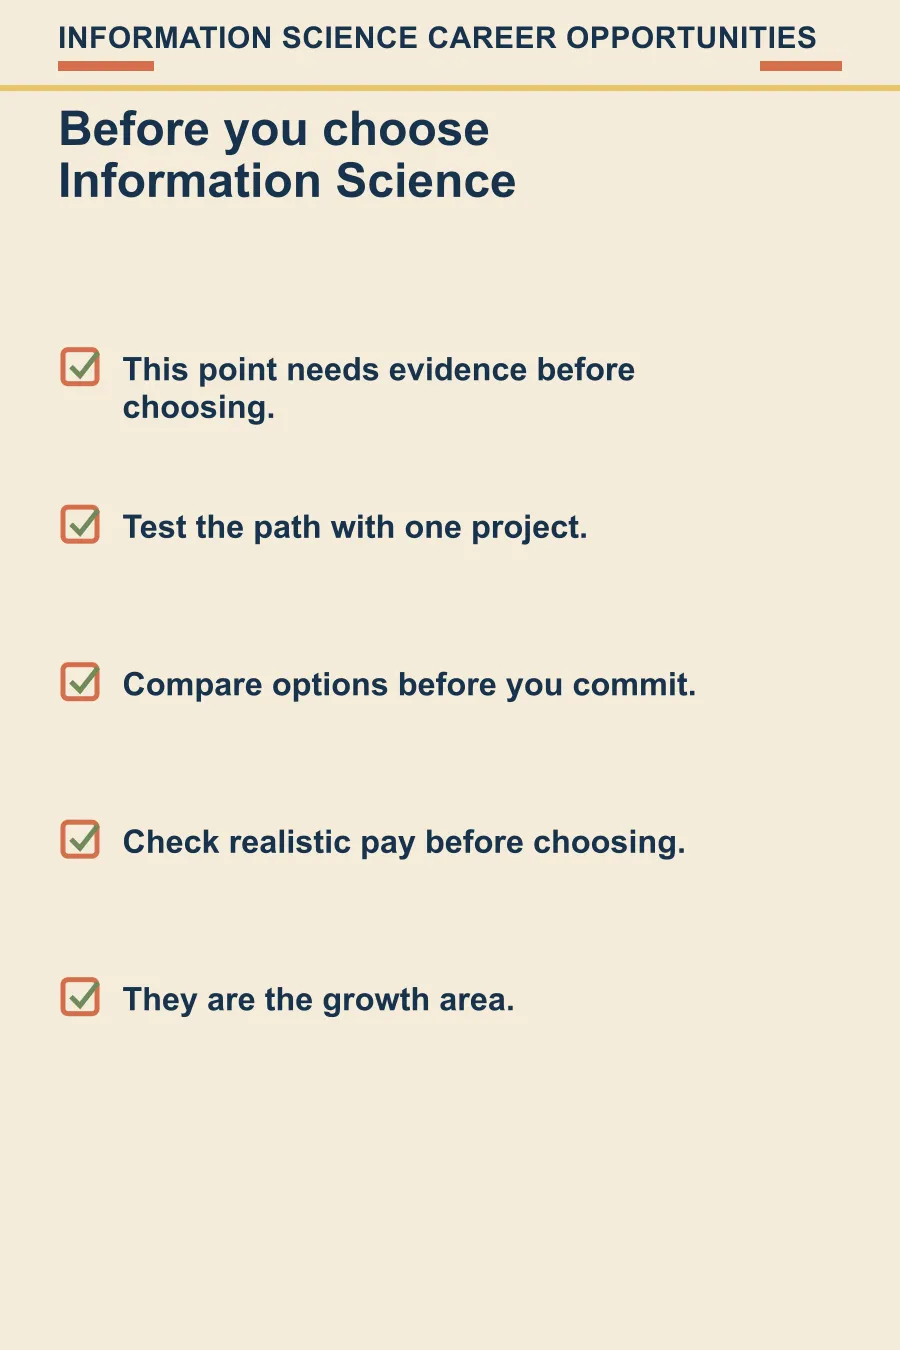 INFORMATION SCIENCE CAREER OPPORTUNITIES
Before you choose
Information Science
This point needs evidence before
choosing.
Test the path with one project.
Compare options before you commit.
Check realistic pay before choosing.
They are the growth area.